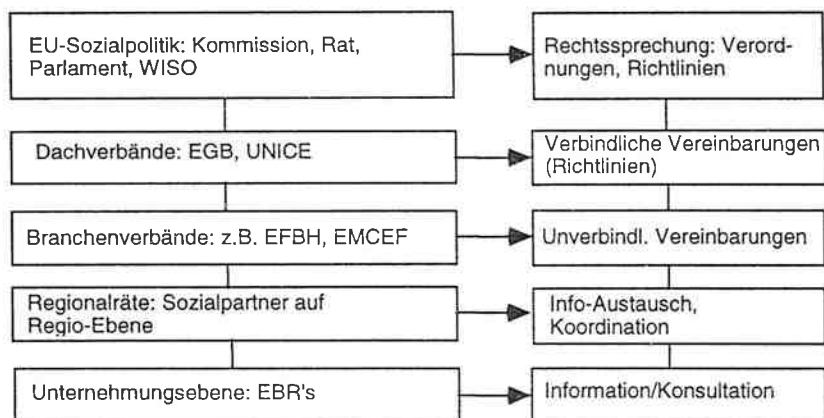 EU-Sozialpolitik: Kommission, Rat,
Parlament, WISO
Rechtssprechung: Verord-
nungen, Richtlinien
Dachverbände: EGB, UNICE
Verbindliche Vereinbarungen
(Richtlinien)
Branchenverbände: z.B. EFBH, EMCEF
Unverbindl. Vereinbarungen
Regionalräte: Sozialpartner auf
Regio-Ebene
Info-Austausch,
Koordination
Unternehmungsebene: EBR's
Information/Konsultation